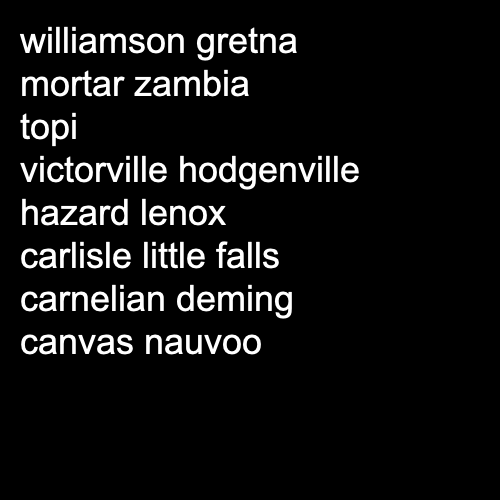 williamson gretna
mortar zambia
topi
victorville hodgenville
hazard lenox
carlisle little falls
carnelian deming
canvas nauvoo